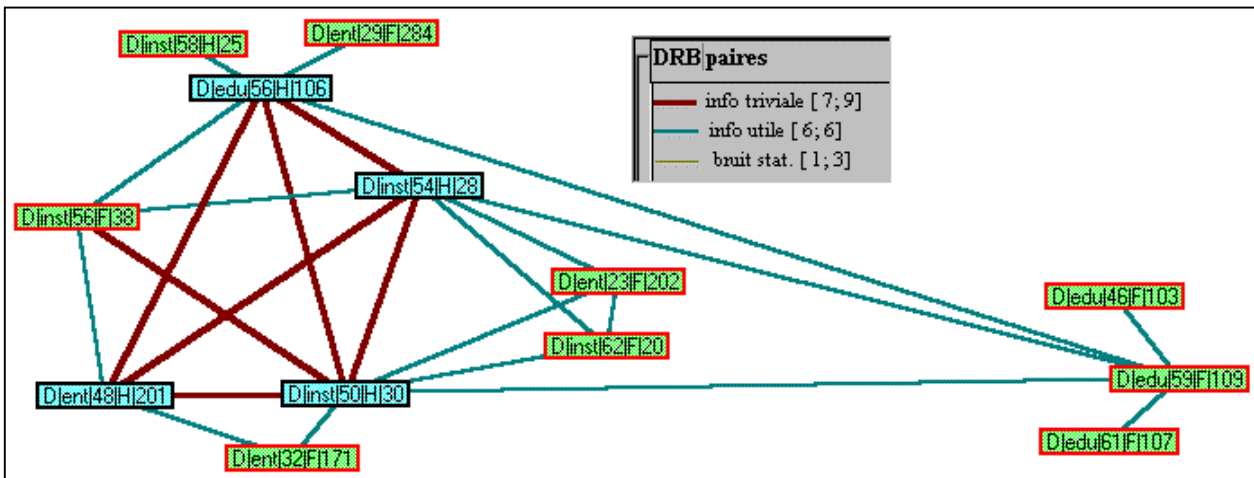 D|inst|58|H|25
D|ent|29|F|284
D|edu|56|H|106
DRB paires
info triviale [ 7; 9]
info utile [ 6; 6]
bruit stat. [ 1; 3]
D|inst|54|H|28
D|inst|56|F|38
D|ent|23|F|202
D|edu|46|F|103
D|inst|62|F|20
D|edu|59|F|109
D|ent|48|H|201
D|inst|50|H|30
D|edu|61|F|107
D|ent|32|F|171